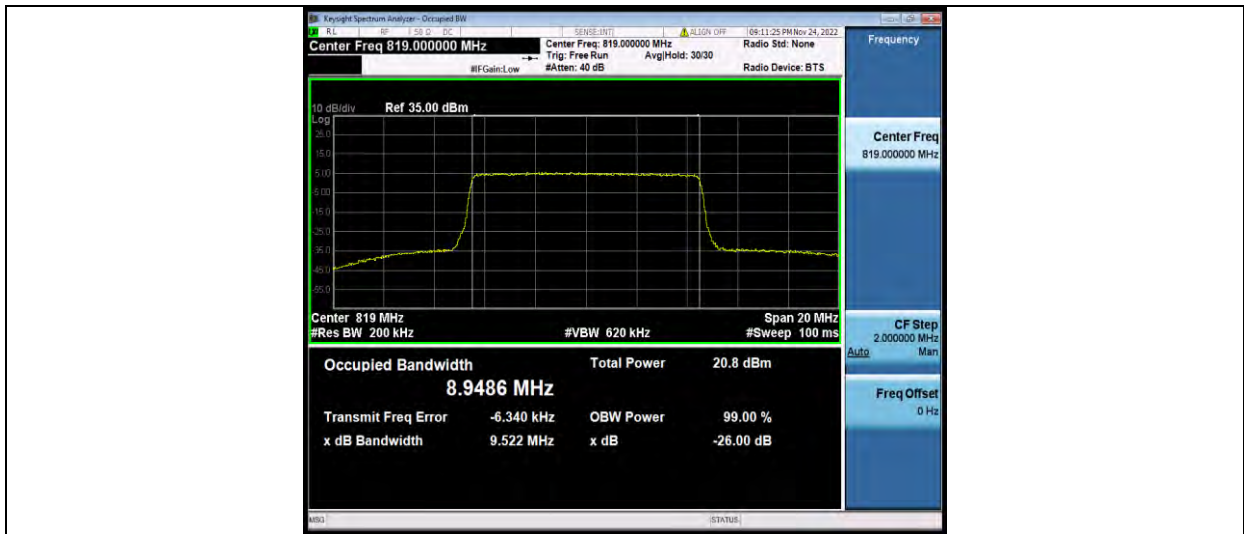 Keysight Spectrum Analyzer - Occupied BW
RL RF 50 Ω DC SENSE:INT ALIGN OFF 09:11:25 PM Nov 24, 2022
Center Freq 819.000000 MHz
Center Freq: 819.000000 MHz Radio Std: None
Trig: Free Run Avg|Hold: 30/30
#IFGain:Low #Atten: 40 dB Radio Device: BTS
Frequency
10 dB/div Ref 35.00 dBm
Log
25.0
15.0
5.00
-5.00
-15.0
-25.0
-35.0
-45.0
-55.0
Center 819 MHz Span 20 MHz
#Res BW 200 kHz #VBW 620 kHz #Sweep 100 ms
Center Freq
819.000000 MHz
CF Step
2.000000 MHz
Auto Man
Freq Offset
0 Hz
Occupied Bandwidth Total Power 20.8 dBm
8.9486 MHz
Transmit Freq Error -6.340 kHz OBW Power 99.00 %
x dB Bandwidth 9.522 MHz x dB -26.00 dB
MSG STATUS